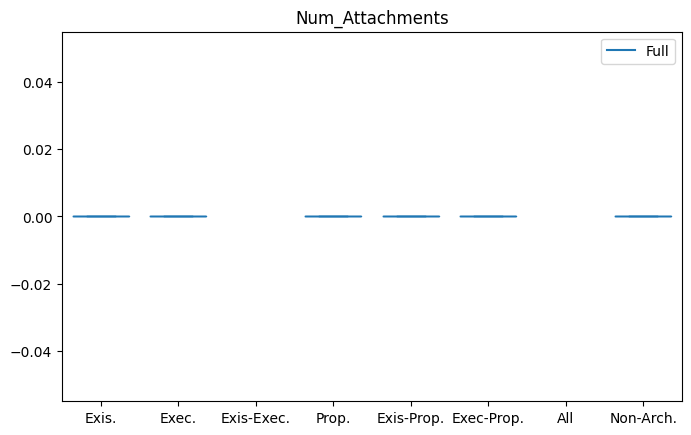 Num_Attachments
Full
0.04
0.02
0.00
−0.02
−0.04
Exis. Exec. Exis-Exec. Prop. Exis-Prop. Exec-Prop. All Non-Arch.